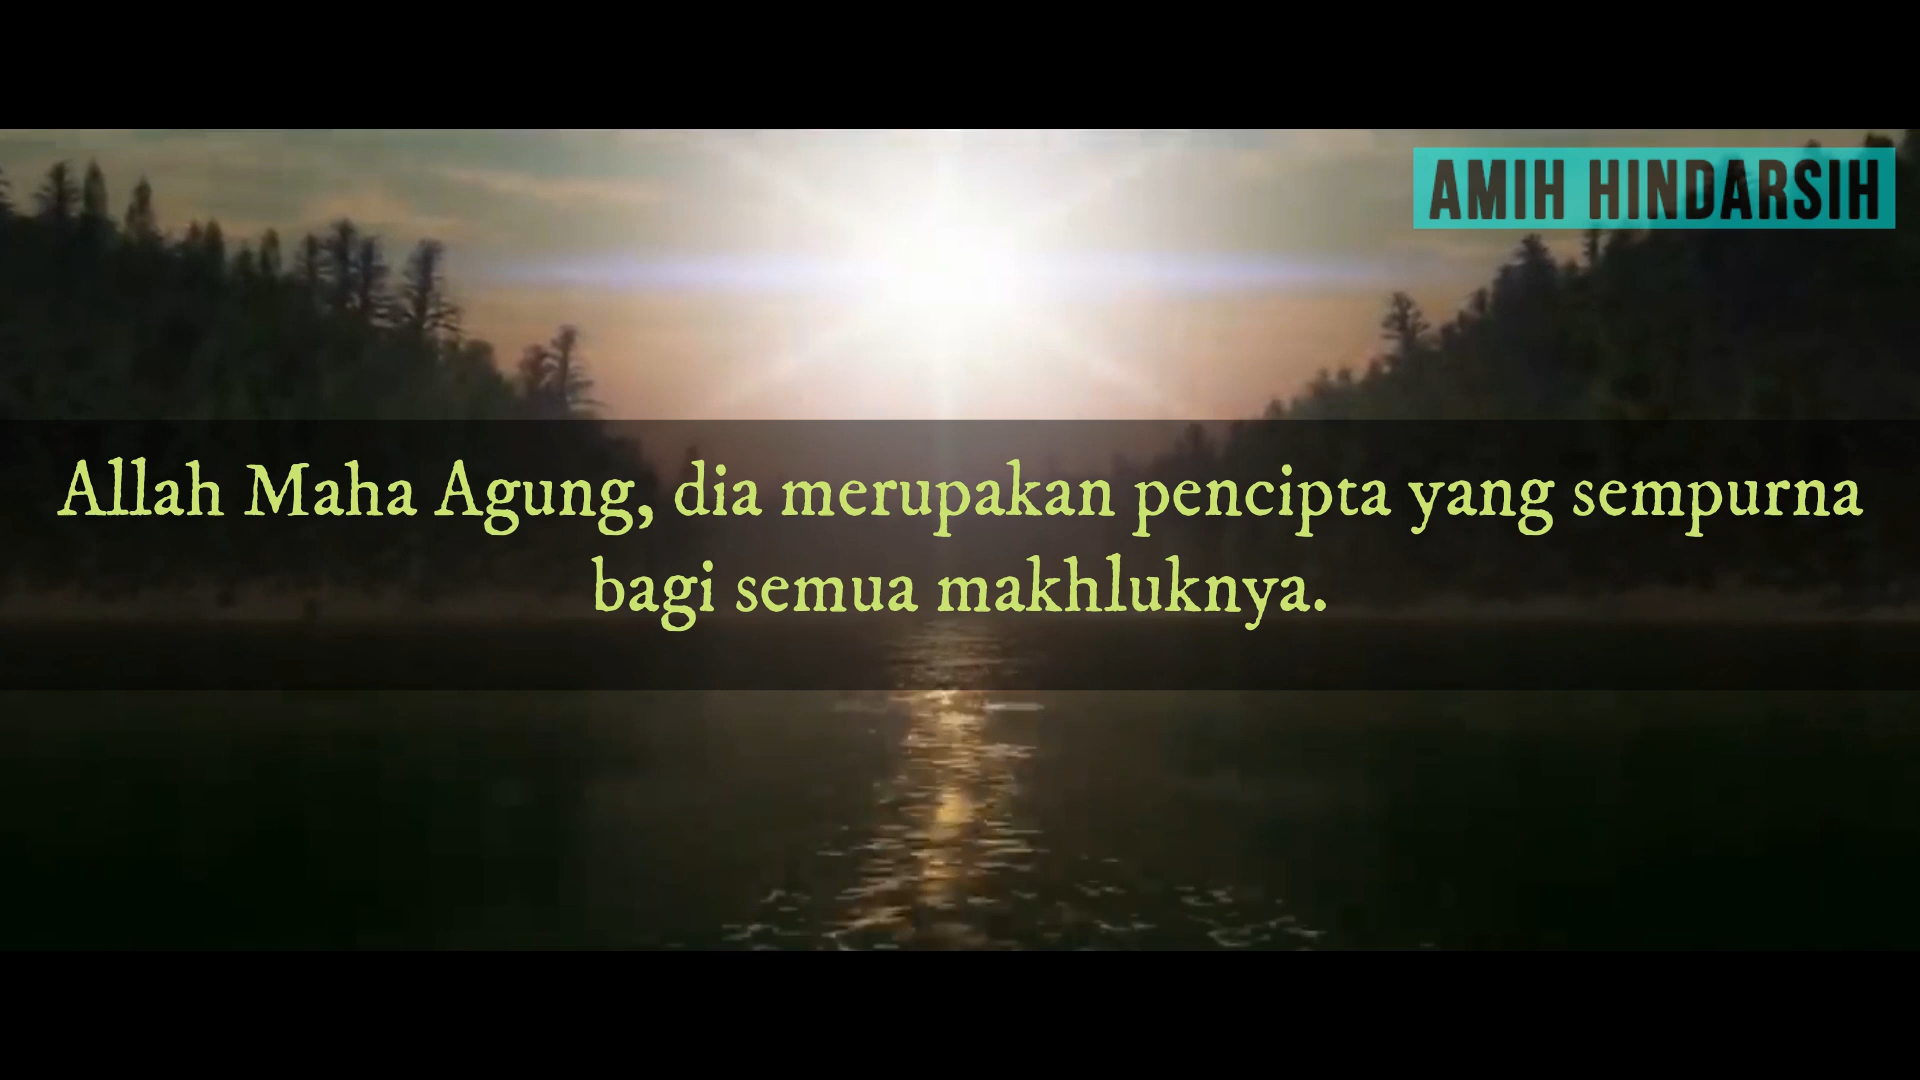 AMIH HINDARSIH
Allah Maha Agung, dia merupakan pencipta yang sempurna
bagi semua makhluknya.